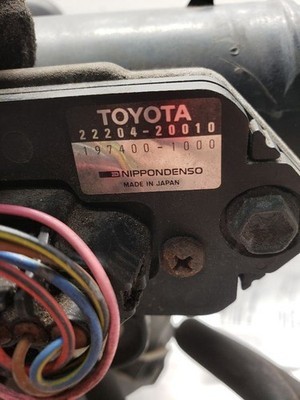 TOYOTA
22204-20010
197400-1000
NIPPONDENSO
MADE IN JAPAN